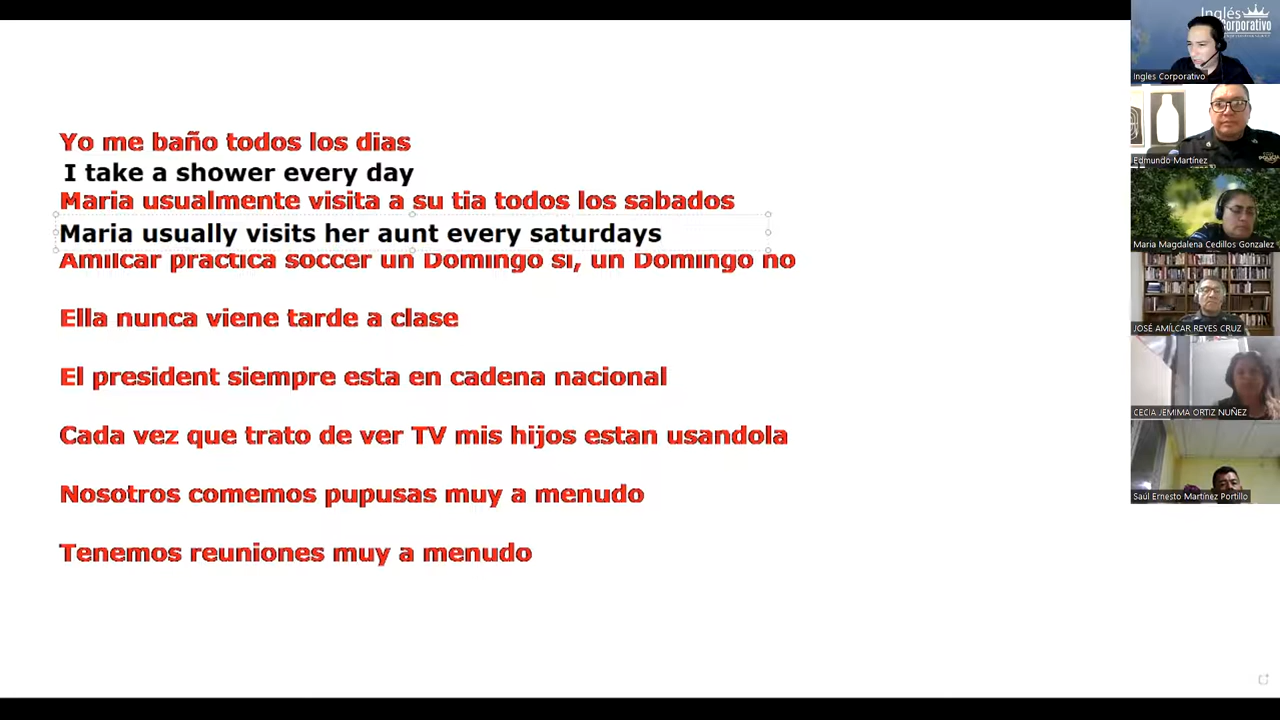 Yo me baño todos los dias
I take a shower every day
Maria usualmente visita a su tia todos los sabados
Maria usually visits her aunt every saturdays
Amilcar practica soccer un Domingo si, un Domingo no
Ella nunca viene tarde a clase
El president siempre esta en cadena nacional
Cada vez que trato de ver TV mis hijos estan usandola
Nosotros comemos pupusas muy a menudo
Tenemos reuniones muy a menudo
Inglés
Corporativo
Ingles Corporativo
Edmundo Martínez
Maria Magdalena Cedillos Gonzalez
JOSÉ AMÍLCAR REYES CRUZ
CECIA JEMIMA ORTIZ NUÑEZ
Saúl Ernesto Martínez Portillo